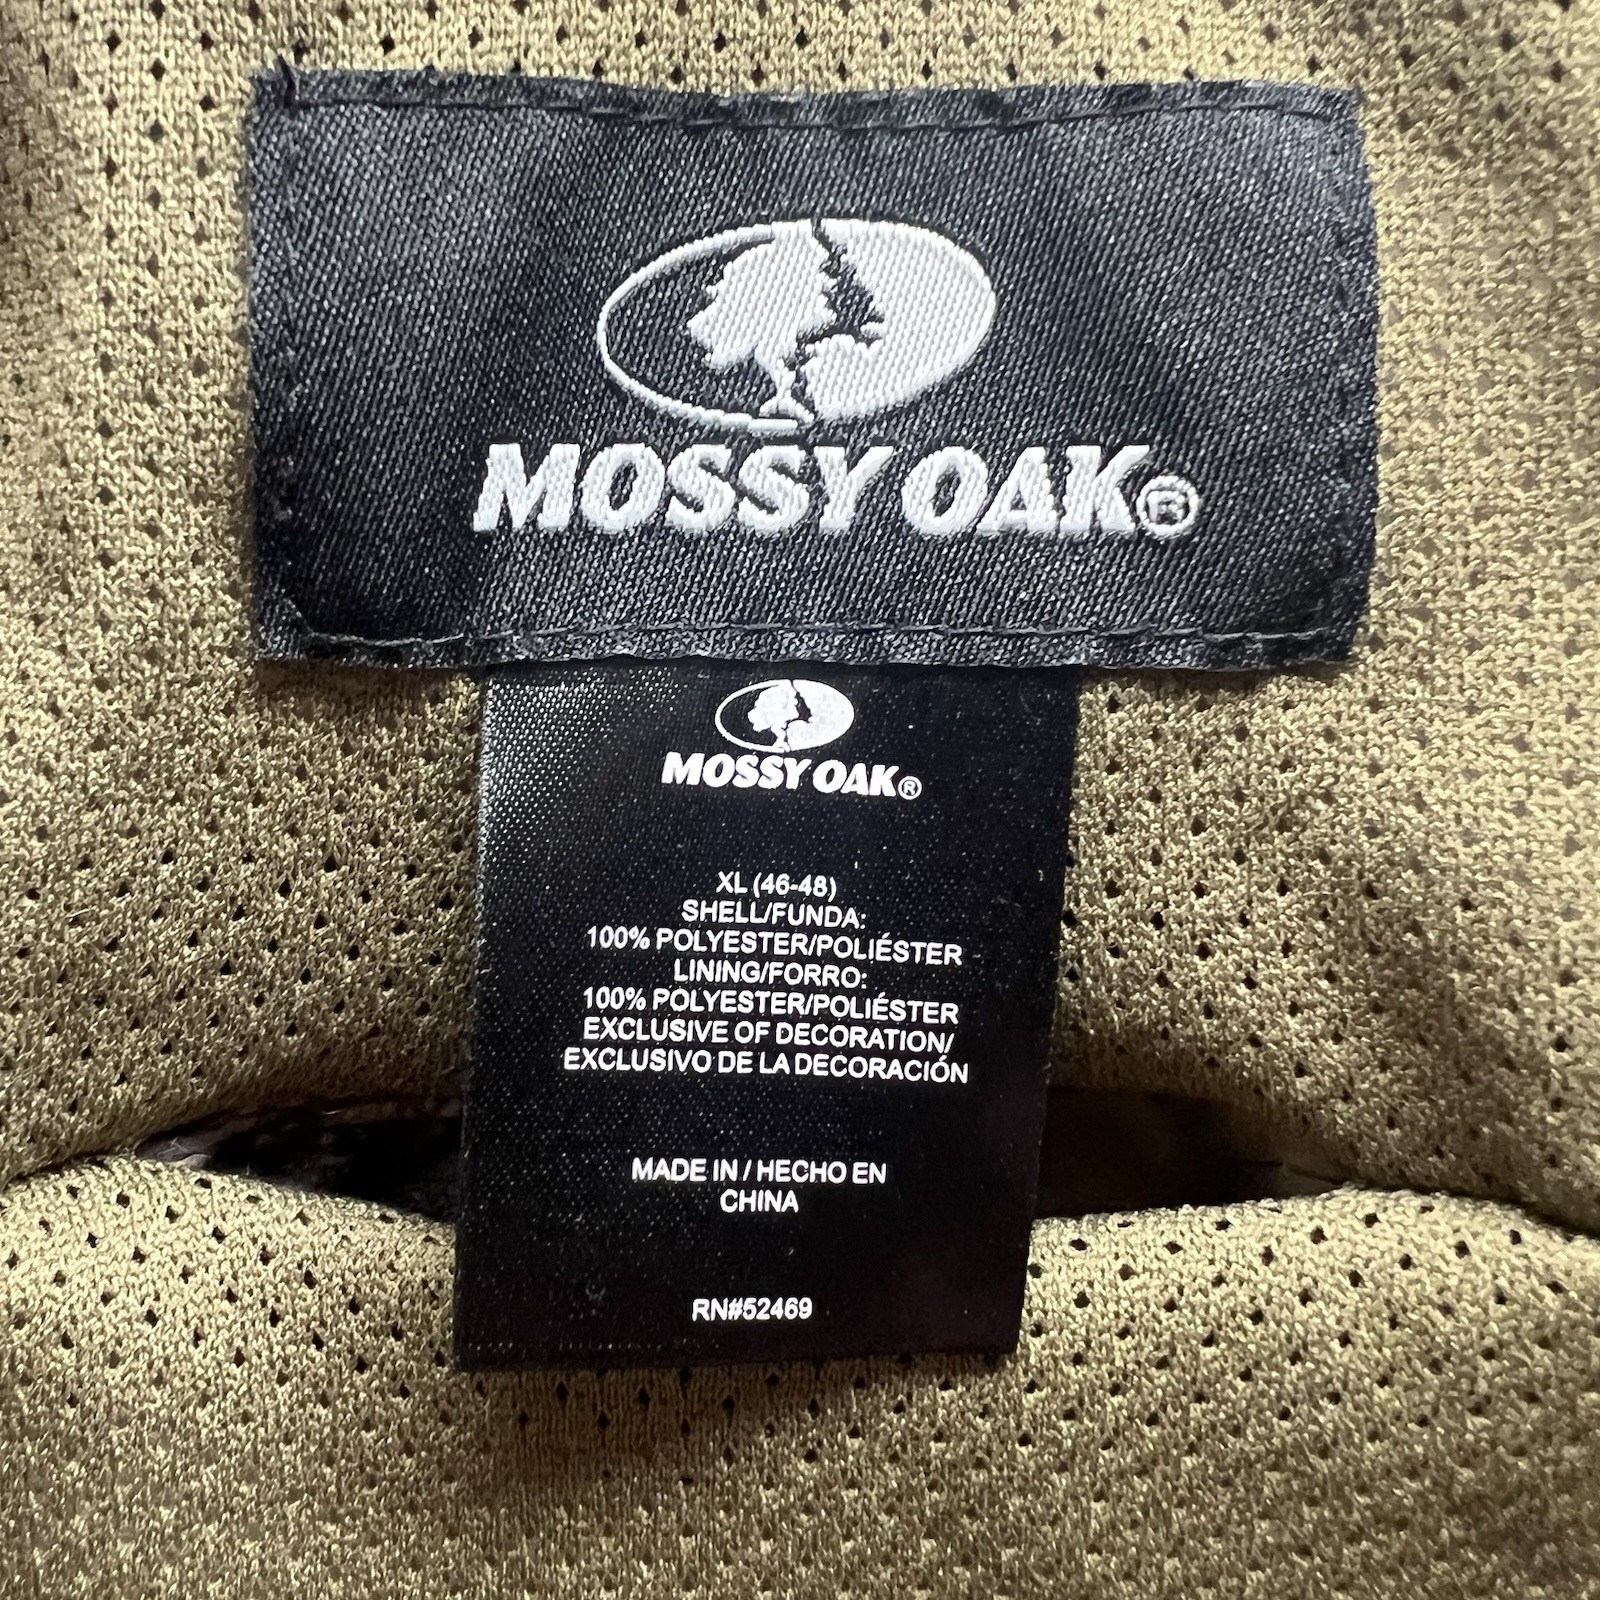 MOSSY OAK®
MOSSY OAK®
XL (46-48)
SHELL/FUNDA:
100% POLYESTER/POLIÉSTER
LINING/FORRO:
100% POLYESTER/POLIÉSTER
EXCLUSIVE OF DECORATION/
EXCLUSIVO DE LA DECORACIÓN
MADE IN / HECHO EN
CHINA
RN#52469